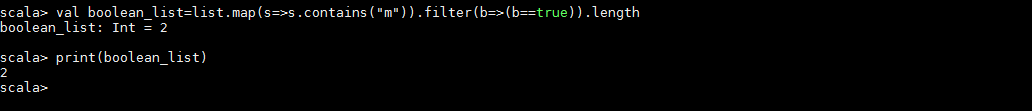 scala> val boolean_list=list.map(s=>s.contains("m")).filter(b=>(b==true)).length
boolean_list: Int = 2
scala> print(boolean_list)
2
scala>